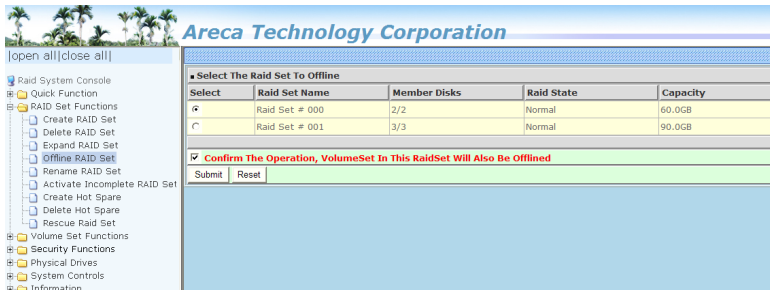 Areca Technology Corporation
|open all|close all|
Raid System Console
Quick Function
RAID Set Functions
Create RAID Set
Delete RAID Set
Expand RAID Set
Offline RAID Set
Rename RAID Set
Activate Incomplete RAID Set
Create Hot Spare
Delete Hot Spare
Rescue Raid Set
Volume Set Functions
Security Functions
Physical Drives
System Controls
Information
Select The Raid Set To Offline
Select Raid Set Name Member Disks Raid State Capacity
Raid Set # 000 2/2 Normal 60.0GB
Raid Set # 001 3/3 Normal 90.0GB
Confirm The Operation, VolumeSet In This RaidSet Will Also Be Offlined
Submit Reset